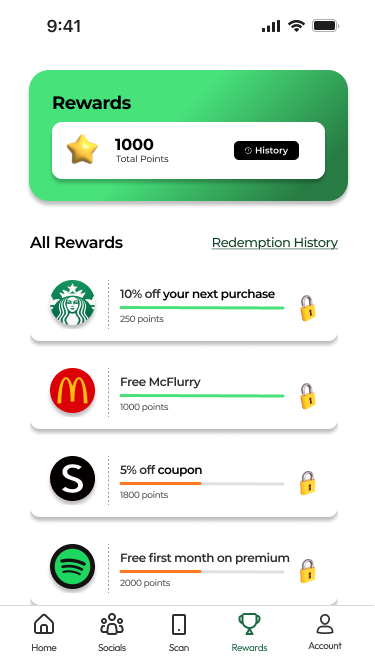 9:41
Rewards
1000
Total Points
History
All Rewards
Redemption History
10% off your next purchase
250 points
Free McFlurry
1000 points
5% off coupon
1800 points
Free first month on premium
2000 points
Home
Socials
Scan
Rewards
Account